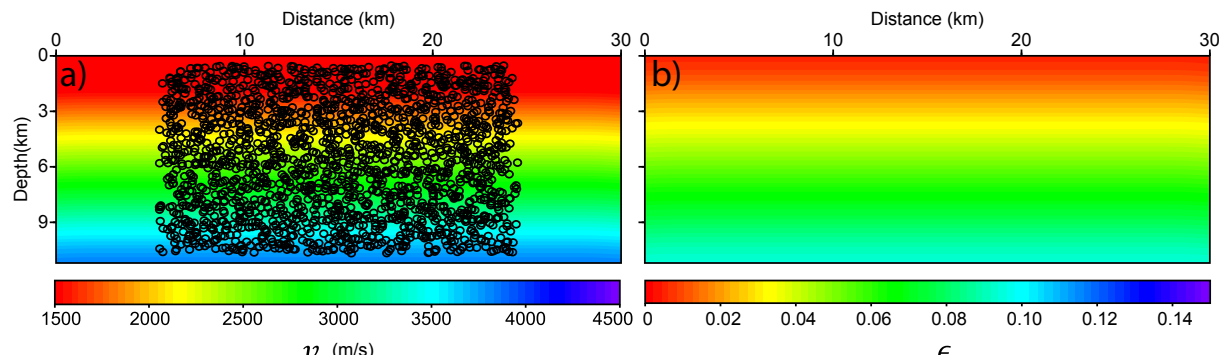 Distance (km)
Distance (km)
0 10 20 30
0 10 20 30
0
3
6
9
Depth(km)
a)
b)
1500 2000 2500 3000 3500 4000 4500
0 0.02 0.04 0.06 0.08 0.10 0.12 0.14
v (m/s)
ϵ